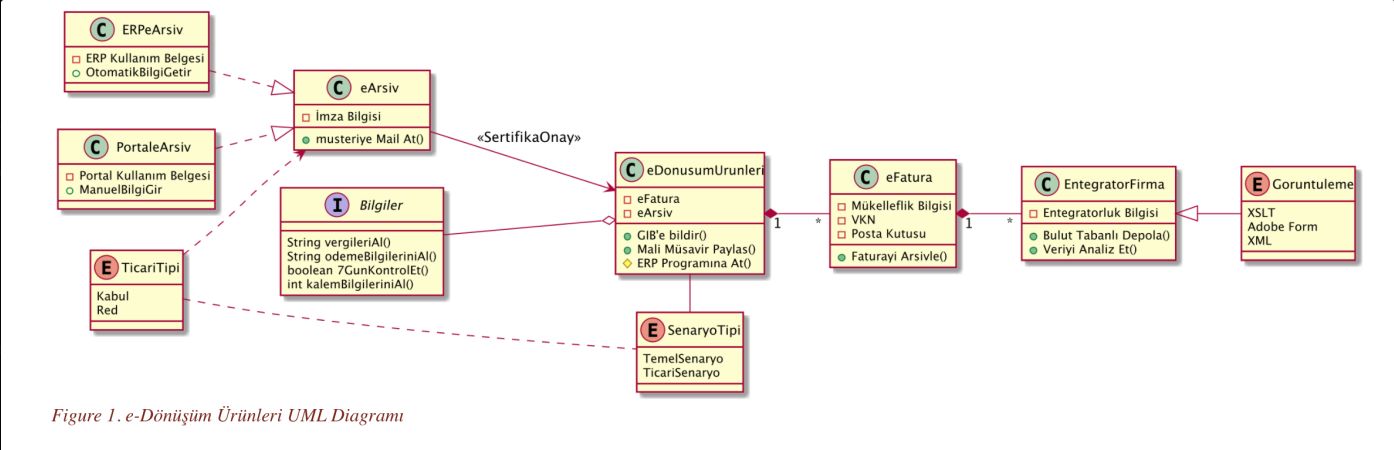 C ERPeArsiv
ERP Kullanım Belgesi
OtomatikBilgiGetir
C PortaleArsiv
Portal Kullanım Belgesi
ManuelBilgiGir
E TicariTipi
Kabul
Red
C eArsiv
İmza Bilgisi
musteriye Mail At()
I Bilgiler
String vergileriAl()
String odemeBilgileriniAl()
boolean 7GunKontrolEt()
int kalemBilgileriniAl()
«SertifikaOnay»
C eDonusumUrunleri
eFatura
eArsiv
GIB'e bildir()
Mali Müsavir Paylas()
ERP Programına At()
E SenaryoTipi
TemelSenaryo
TicariSenaryo
1
*
C eFatura
Mükelleflik Bilgisi
VKN
Posta Kutusu
Faturayi Arsivle()
1
*
C EntegratorFirma
Entegratorluk Bilgisi
Bulut Tabanlı Depola()
Veriyi Analiz Et()
E Goruntuleme
XSLT
Adobe Form
XML
Figure 1. e-Dönüşüm Ürünleri UML Diagramı